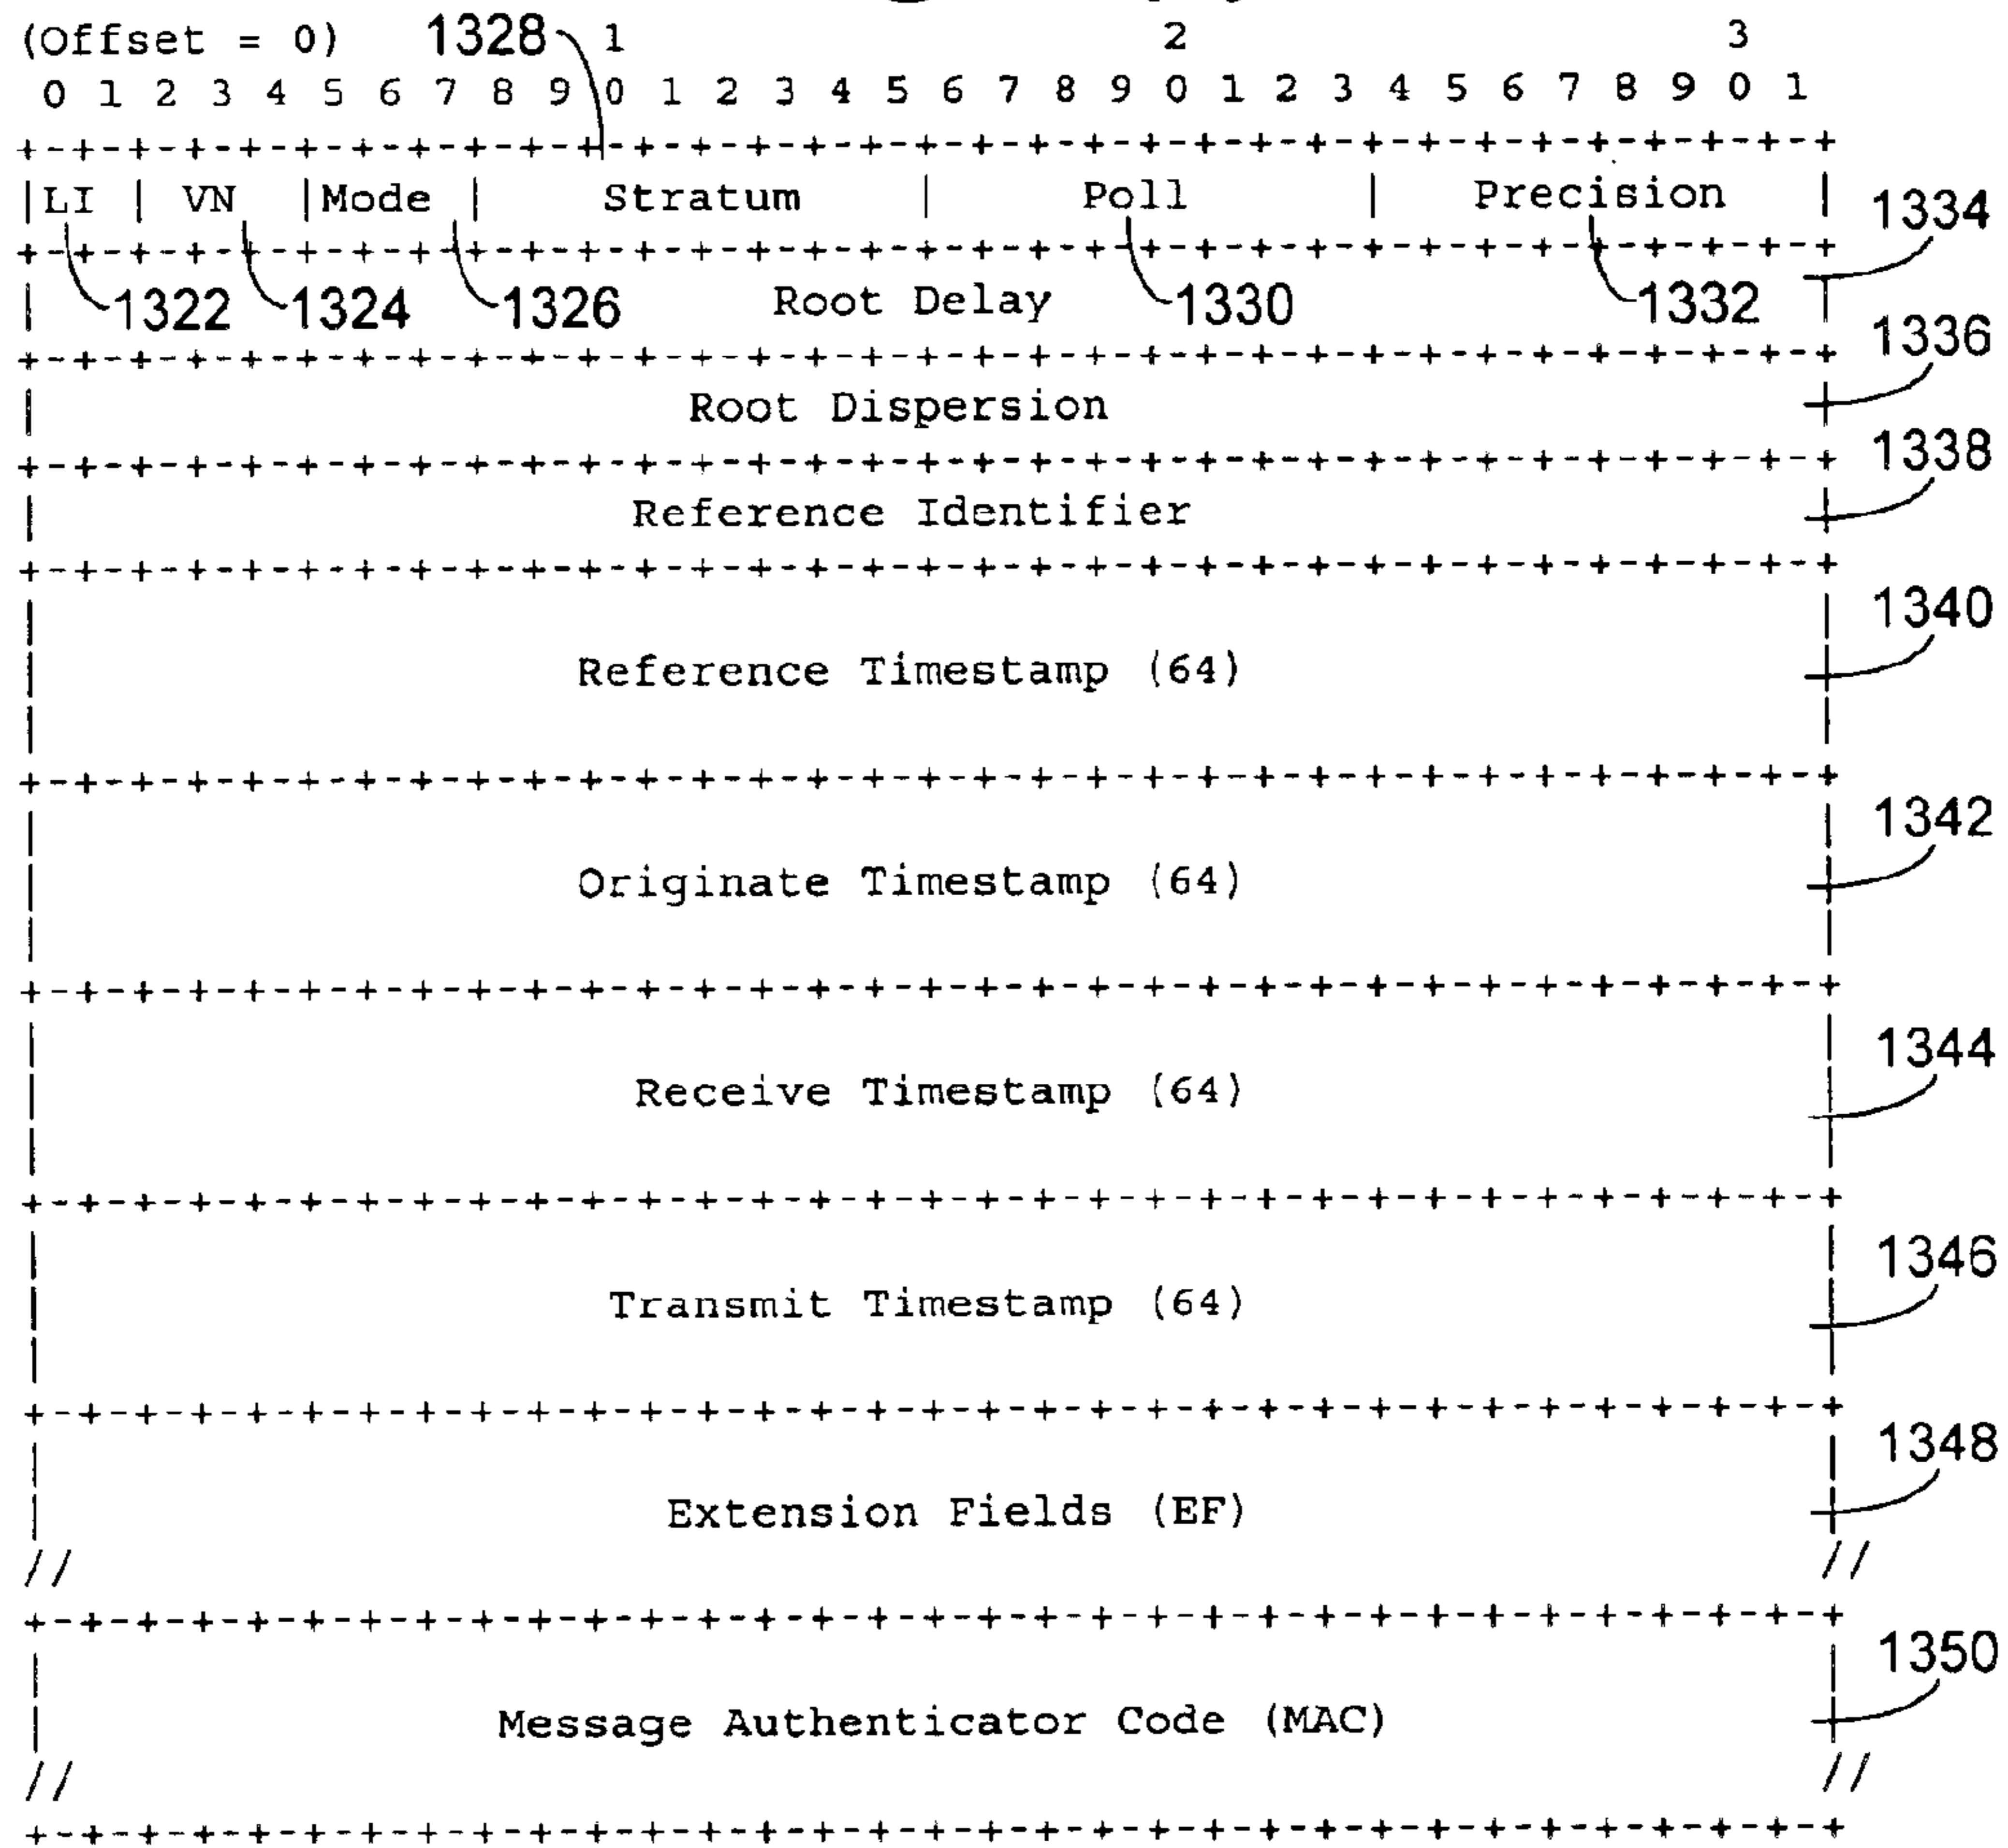 (Offset = 0) 1328 1 2 3
0 1 2 3 4 5 6 7 8 9 0 1 2 3 4 5 6 7 8 9 0 1 2 3 4 5 6 7 8 9 0 1
+-+-+-+-+-+-+-+-+-+-+-+-+-+-+-+-+-+-+-+-+-+-+-+-+-+-+-+-+-+-+-+-+
|LI | VN |Mode | Stratum | Poll | Precision | 1334
+-+-+-+-+-+-+-+-+-+-+-+-+-+-+-+-+-+-+-+-+-+-+-+-+-+-+-+-+-+-+-+-+
| 1322 1324 1326 Root Delay 1330 1332 |
+-+-+-+-+-+-+-+-+-+-+-+-+-+-+-+-+-+-+-+-+-+-+-+-+-+-+-+-+-+-+-+-+ 1336
| Root Dispersion |
+-+-+-+-+-+-+-+-+-+-+-+-+-+-+-+-+-+-+-+-+-+-+-+-+-+-+-+-+-+-+-+-+ 1338
| Reference Identifier |
+-+-+-+-+-+-+-+-+-+-+-+-+-+-+-+-+-+-+-+-+-+-+-+-+-+-+-+-+-+-+-+-+
| | 1340
| Reference Timestamp (64) |
| |
+-+-+-+-+-+-+-+-+-+-+-+-+-+-+-+-+-+-+-+-+-+-+-+-+-+-+-+-+-+-+-+-+
| | 1342
| Originate Timestamp (64) |
| |
+-+-+-+-+-+-+-+-+-+-+-+-+-+-+-+-+-+-+-+-+-+-+-+-+-+-+-+-+-+-+-+-+
| | 1344
| Receive Timestamp (64) |
| |
+-+-+-+-+-+-+-+-+-+-+-+-+-+-+-+-+-+-+-+-+-+-+-+-+-+-+-+-+-+-+-+-+
| | 1346
| Transmit Timestamp (64) |
| |
+-+-+-+-+-+-+-+-+-+-+-+-+-+-+-+-+-+-+-+-+-+-+-+-+-+-+-+-+-+-+-+-+
| | 1348
| Extension Fields (EF) |
// //
+-+-+-+-+-+-+-+-+-+-+-+-+-+-+-+-+-+-+-+-+-+-+-+-+-+-+-+-+-+-+-+-+
| | 1350
| Message Authenticator Code (MAC) |
// //
+-+-+-+-+-+-+-+-+-+-+-+-+-+-+-+-+-+-+-+-+-+-+-+-+-+-+-+-+-+-+-+-+